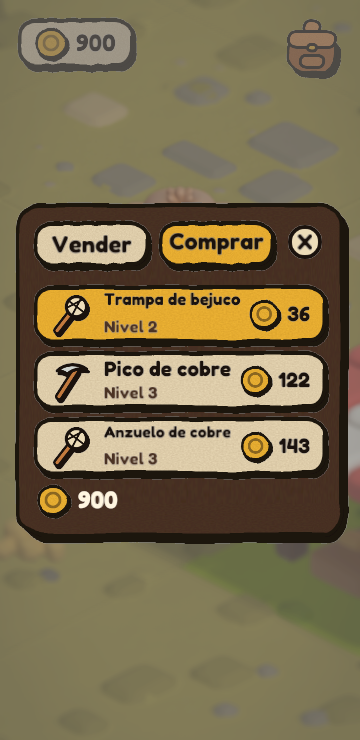 900
Vender
Comprar
Trampa de bejuco
Nivel 2
36
Pico de cobre
Nivel 3
122
Anzuelo de cobre
Nivel 3
143
900